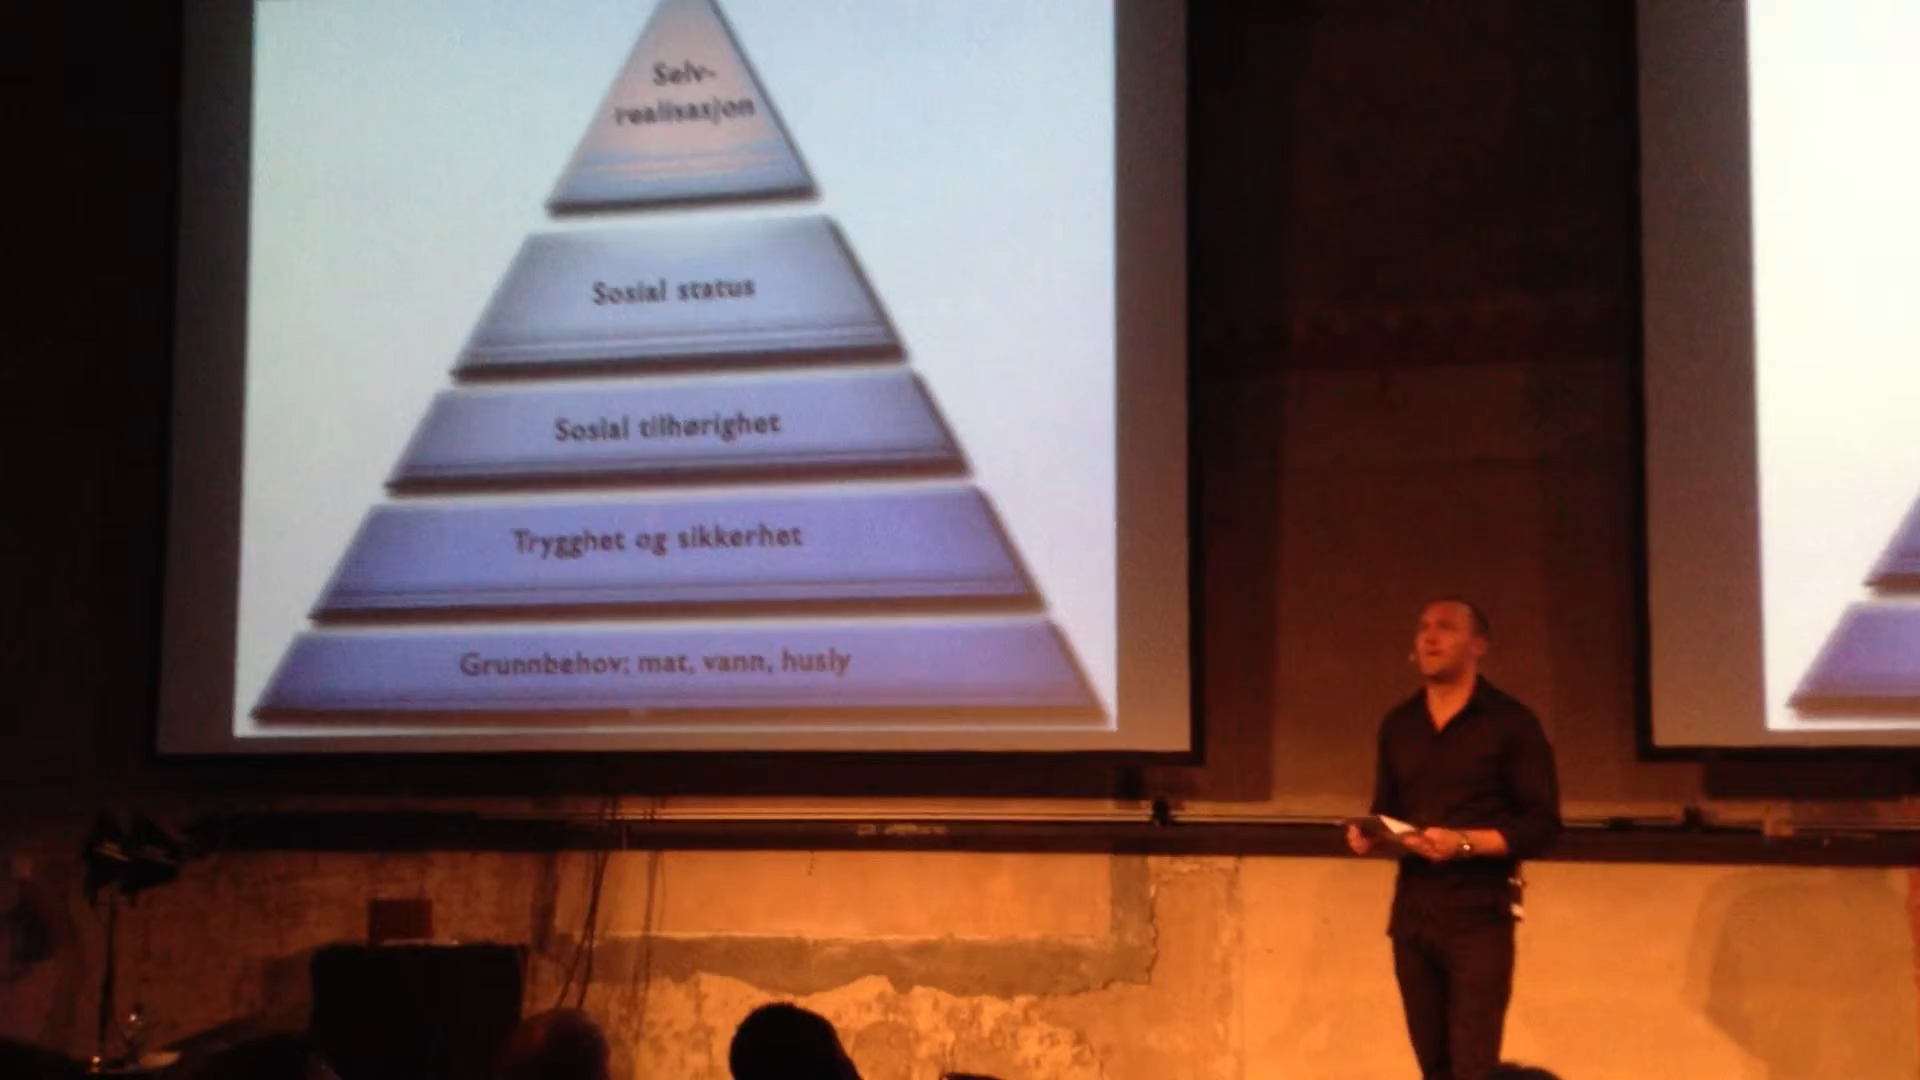 Selv-
realisasjon
Sosial status
Sosial tilhørighet
Trygghet og sikkerhet
Grunnbehov; mat, vann, husly